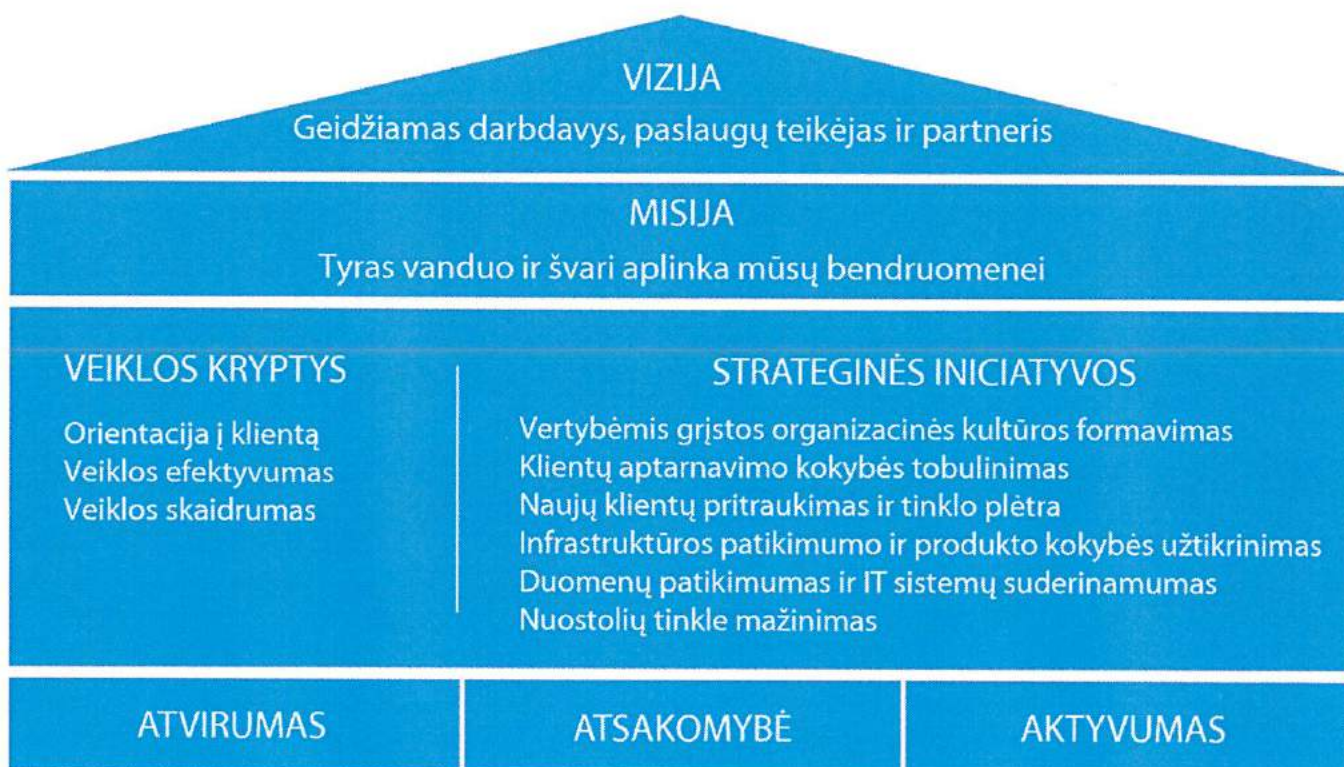 VIZIJA
Geidžiamas darbdavys, paslaugų teikėjas ir partneris
MISIJA
Tyras vanduo ir švari aplinka mūsų bendruomenei
VEIKLOS KRYPTYS
Orientacija į klientą
Veiklos efektyvumas
Veiklos skaidrumas
STRATEGINĖS INICIATYVOS
Vertybėmis grįstos organizacinės kultūros formavimas
Klientų aptarnavimo kokybės tobulinimas
Naujų klientų pritraukimas ir tinklo plėtra
Infrastruktūros patikimumo ir produkto kokybės užtikrinimas
Duomenų patikimumas ir IT sistemų suderinamumas
Nuostolių tinkle mažinimas
ATVIRUMAS
ATSAKOMYBĖ
AKTYVUMAS